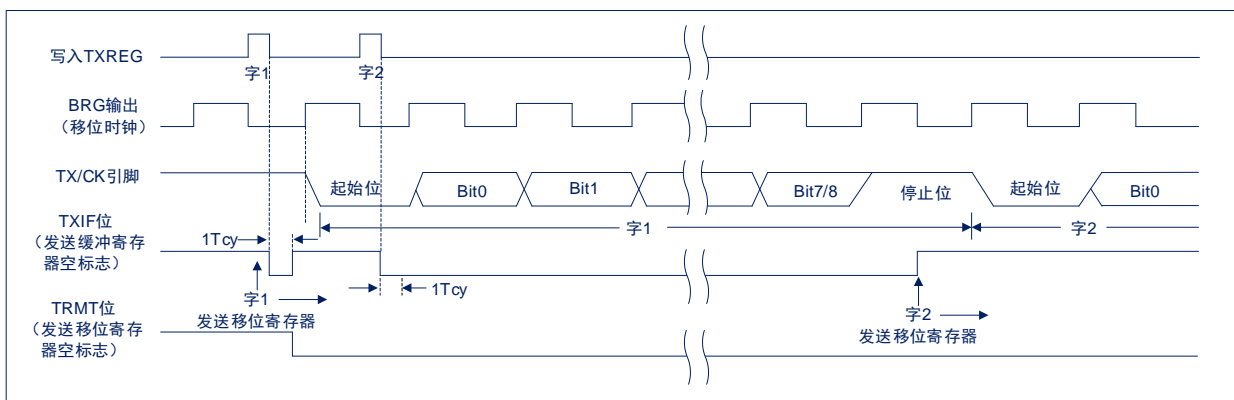 写入TXREG
字1
字2
BRG输出
（移位时钟）
TX/CK引脚
起始位
Bit0
Bit1
Bit7/8
停止位
起始位
Bit0
TXIF位
（发送缓冲寄存
器空标志）
1Tcy
字1
字2
1Tcy
字1
发送移位寄存器
字2
发送移位寄存器
TRMT位
（发送移位寄存
器空标志）